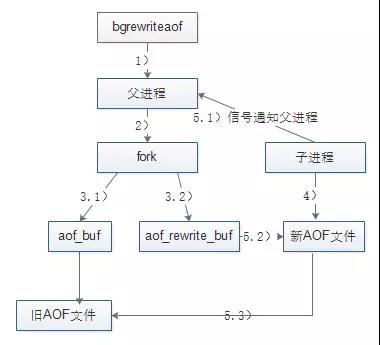 bgrewriteaof
1）
父进程
2）
5.1）信号通知父进程
fork
子进程
3.1）
3.2）
4）
aof_buf
aof_rewrite_buf
5.2）
新AOF文件
旧AOF文件
5.3）